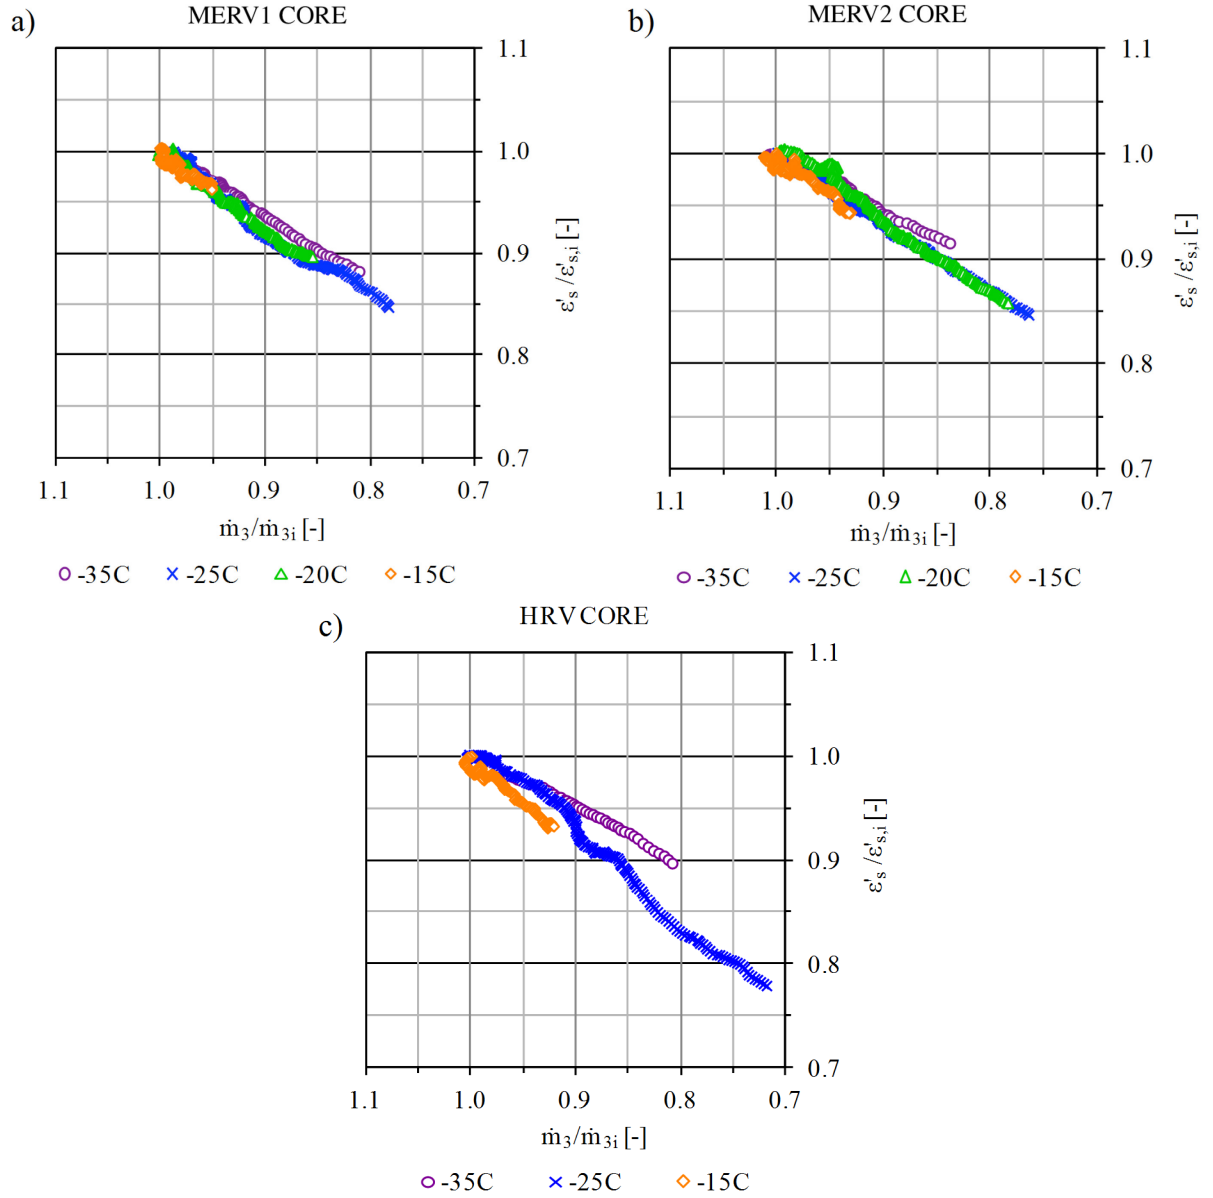 a)
MERV1 CORE
1.1
1.0
0.9
0.8
0.7
ε's /ε's,i [-]
1.1 1.0 0.9 0.8 0.7
ṁ3/ṁ3i [-]
-35C -25C -20C -15C
b)
MERV2 CORE
1.1
1.0
0.9
0.8
0.7
ε's /ε's,i [-]
1.1 1.0 0.9 0.8 0.7
ṁ3/ṁ3i [-]
-35C -25C -20C -15C
c)
HRV CORE
1.1
1.0
0.9
0.8
0.7
ε's /ε's,i [-]
1.1 1.0 0.9 0.8 0.7
ṁ3/ṁ3i [-]
-35C -25C -15C